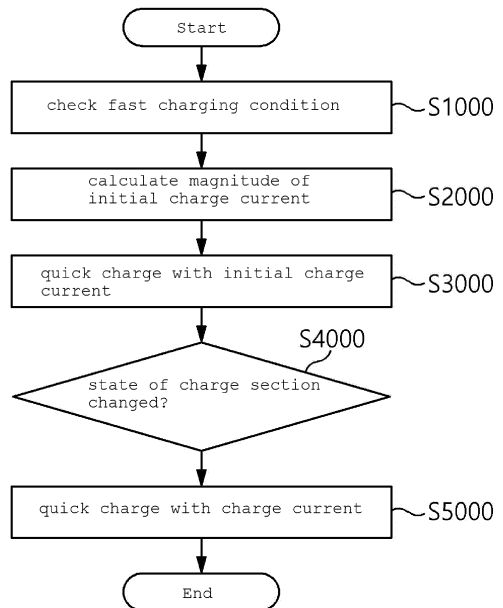 Start
check fast charging condition
S1000
calculate magnitude of
initial charge current
S2000
quick charge with initial charge
current
S3000
S4000
state of charge section
changed?
quick charge with charge current
S5000
End